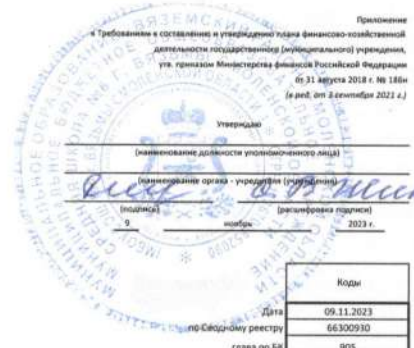 Приложение
к Требованиям к составлению и утверждению плана финансово-хозяйственной
деятельности государственного (муниципального) учреждения,
утв. приказом Министерства финансов Российской Федерации
от 31 августа 2018 г. № 186н
(в ред. от 3 сентября 2021 г.)
Утверждаю
(наименование должности уполномоченного лица)
(наименование органа - учредителя (учреждения)
(подпись) (расшифровка подписи)
9 ноябрь 2023 г.
Коды
Дата 09.11.2023
по Сводному реестру 66300930
глава по БК 905